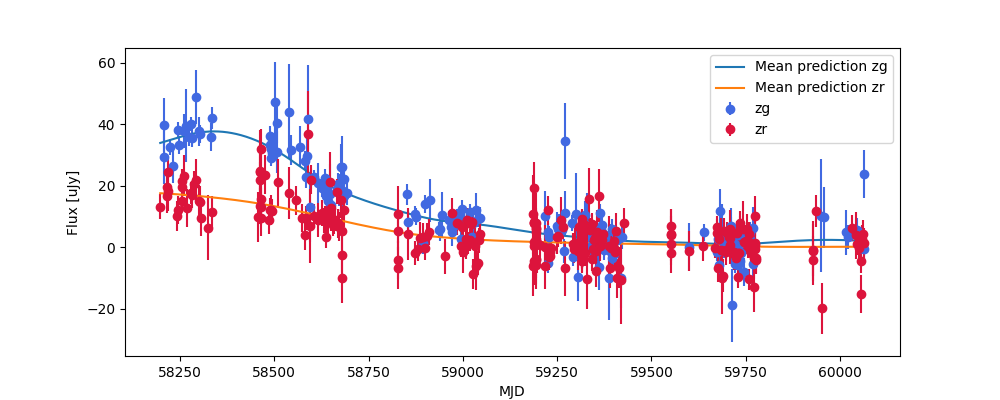 Mean prediction zg
Mean prediction zr
zg
zr
Flux [uJy]
60
40
20
0
−20
58250 58500 58750 59000 59250 59500 59750 60000
MJD